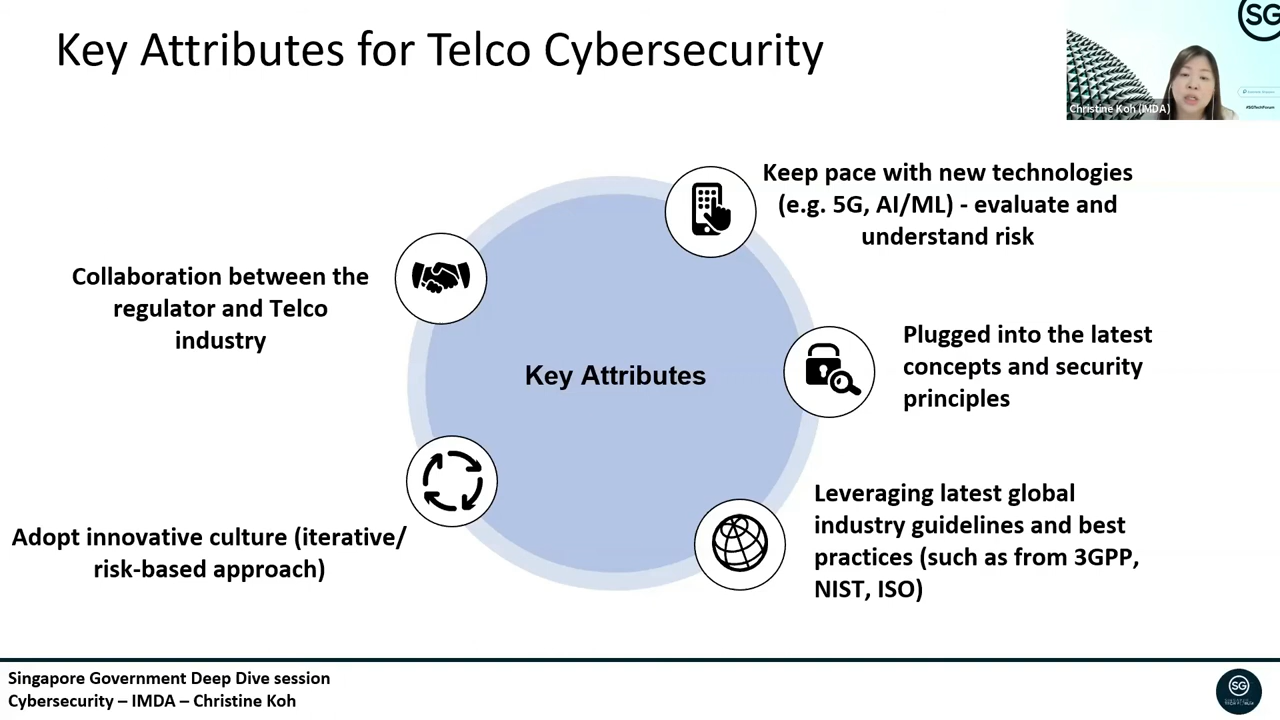 Key Attributes for Telco Cybersecurity
SG
Christine Koh (IMDA)
#SGTechForum
Keep pace with new technologies
(e.g. 5G, AI/ML) - evaluate and
understand risk
Collaboration between the
regulator and Telco
industry
Plugged into the latest
concepts and security
principles
Key Attributes
Leveraging latest global
industry guidelines and best
practices (such as from 3GPP,
NIST, ISO)
Adopt innovative culture (iterative/
risk-based approach)
Singapore Government Deep Dive session
Cybersecurity – IMDA – Christine Koh
SG